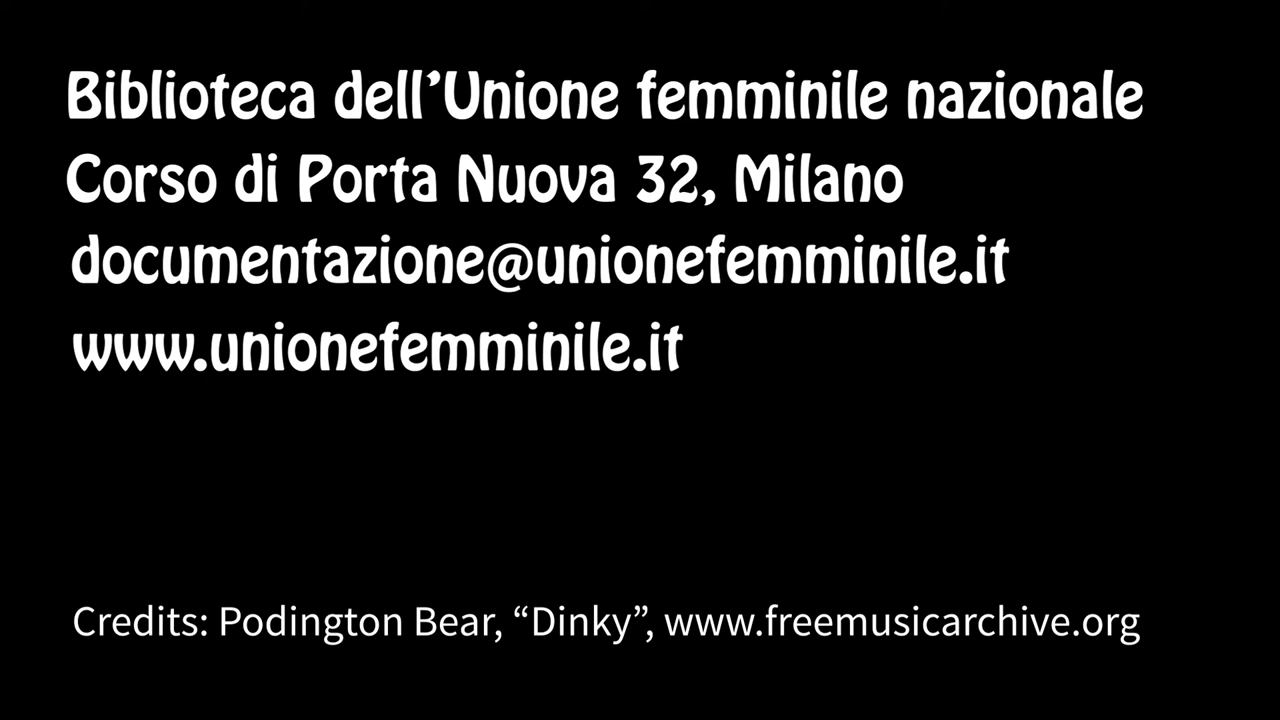 Biblioteca dell’Unione femminile nazionale
Corso di Porta Nuova 32, Milano
documentazione@unionefemminile.it
www.unionefemminile.it
Credits: Podington Bear, “Dinky”, www.freemusicarchive.org